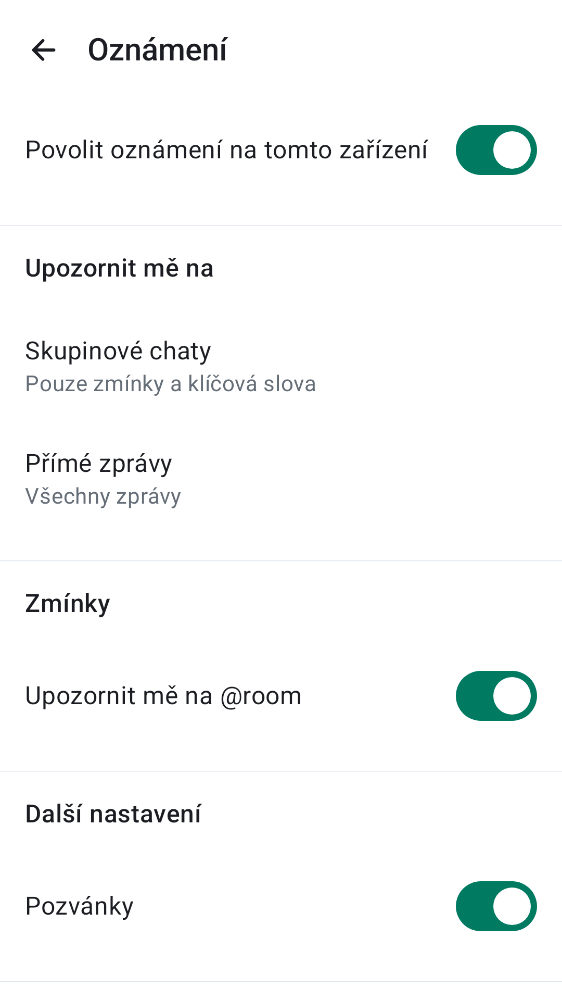 Oznámení
Povolit oznámení na tomto zařízení
Upozornit mě na
Skupinové chaty
Pouze zmínky a klíčová slova
Přímé zprávy
Všechny zprávy
Zmínky
Upozornit mě na @room
Další nastavení
Pozvánky